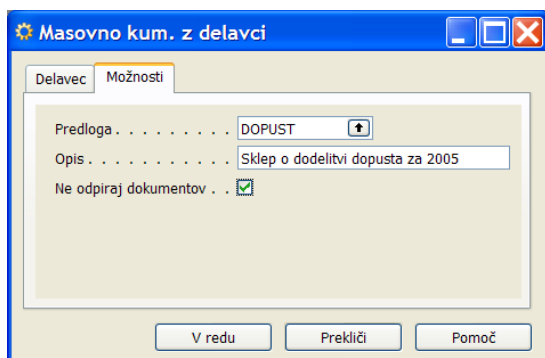 Masovno kum. z delavci
Delavec Možnosti
Predloga . . . . . . . . . DOPUST
Opis . . . . . . . . . . . Sklep o dodelitvi dopusta za 2005
Ne odpiraj dokumentov . .
V redu Prekliči Pomoč